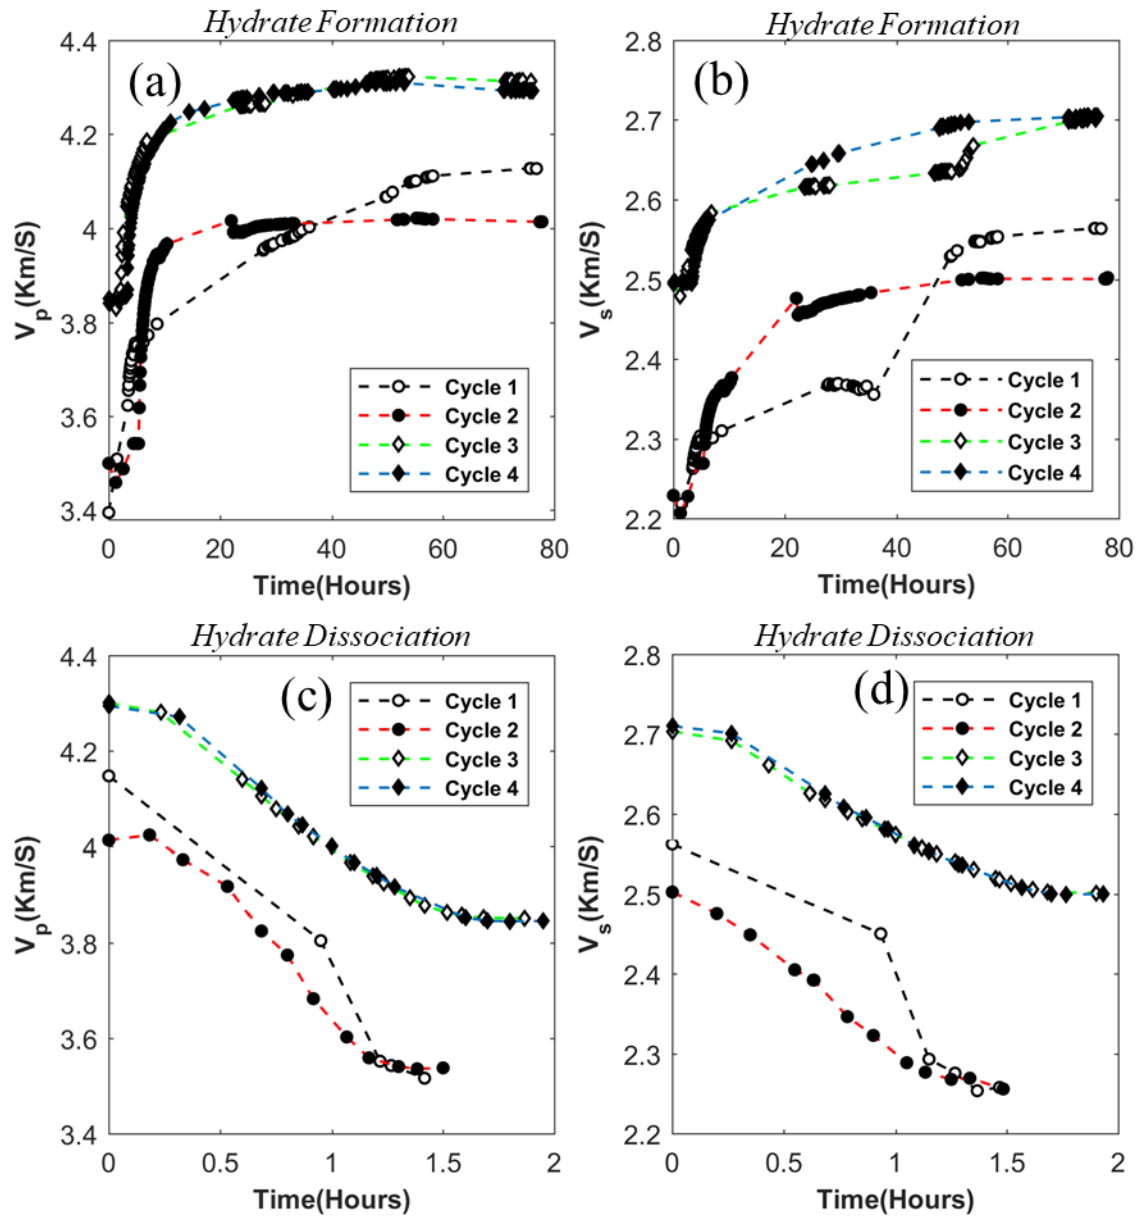 Hydrate Formation
(a)
4.4
4.2
4
3.8
3.6
3.4
Vp(Km/S)
0
20
40
60
80
Time(Hours)
Cycle 1
Cycle 2
Cycle 3
Cycle 4
Hydrate Formation
(b)
2.8
2.7
2.6
2.5
2.4
2.3
2.2
Vs(Km/S)
0
20
40
60
80
Time(Hours)
Cycle 1
Cycle 2
Cycle 3
Cycle 4
Hydrate Dissociation
(c)
4.4
4.2
4
3.8
3.6
3.4
Vp(Km/S)
0
0.5
1
1.5
2
Time(Hours)
Cycle 1
Cycle 2
Cycle 3
Cycle 4
Hydrate Dissociation
(d)
2.8
2.7
2.6
2.5
2.4
2.3
2.2
Vs(Km/S)
0
0.5
1
1.5
2
Time(Hours)
Cycle 1
Cycle 2
Cycle 3
Cycle 4